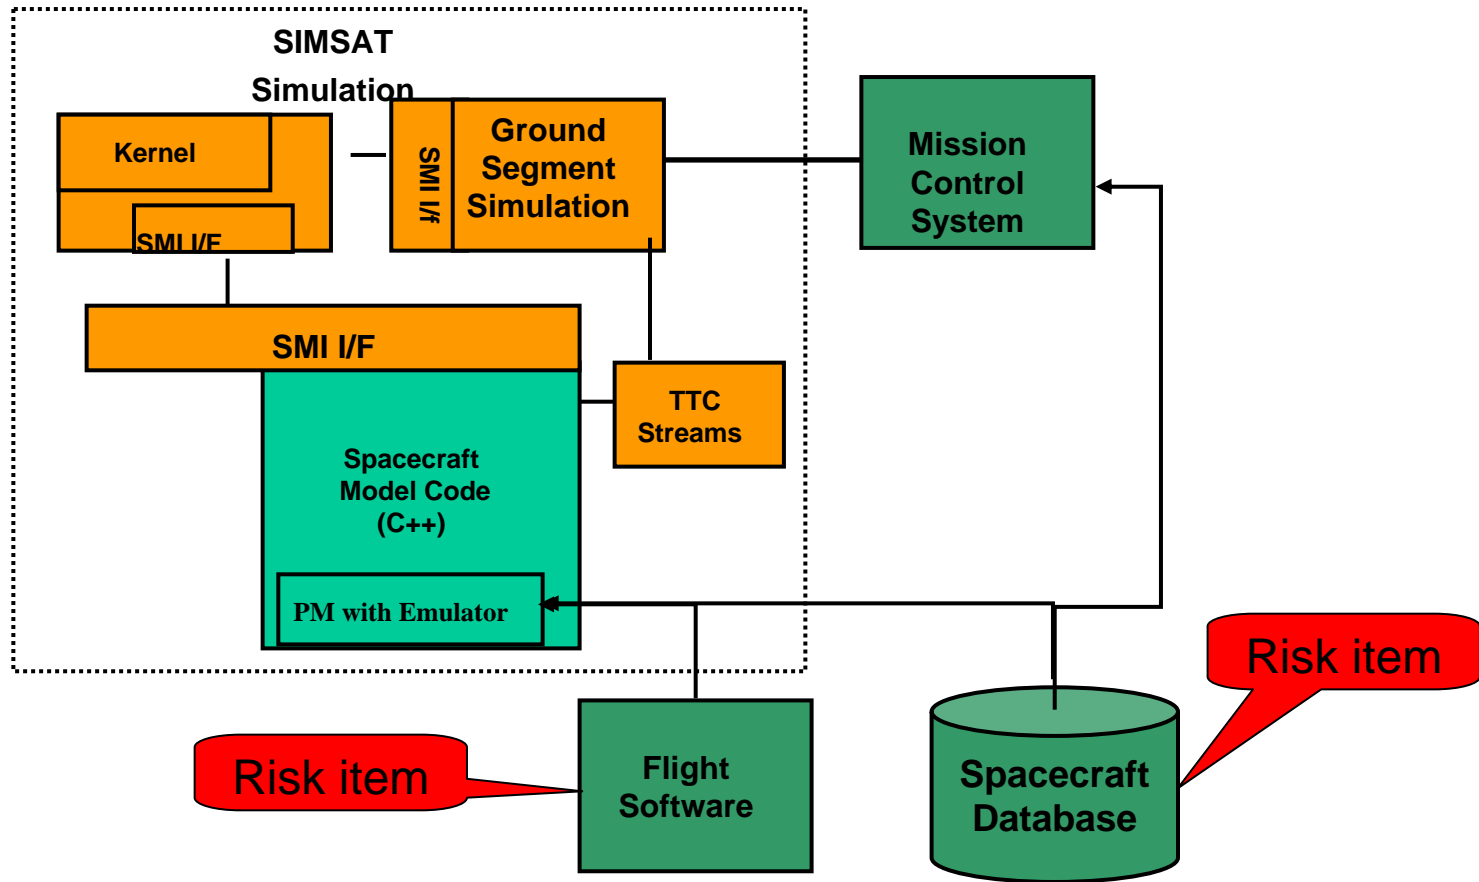 SIMSAT
Simulation
Kernel
SMI I/F
SMI I/f
Ground
Segment
Simulation
Mission
Control
System
SMI I/F
TTC
Streams
Spacecraft
Model Code
(C++)
PM with Emulator
Risk item
Flight
Software
Spacecraft
Database
Risk item